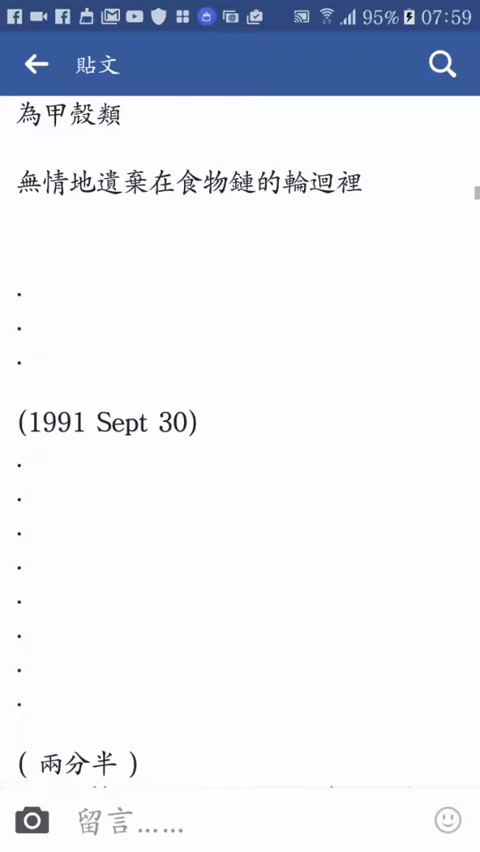 95% 07:59
貼文
為甲殼類
無情地遺棄在食物鏈的輪迴裡
.
.
.
(1991 Sept 30)
.
.
.
.
.
.
.
.
( 兩分半 )
留言……